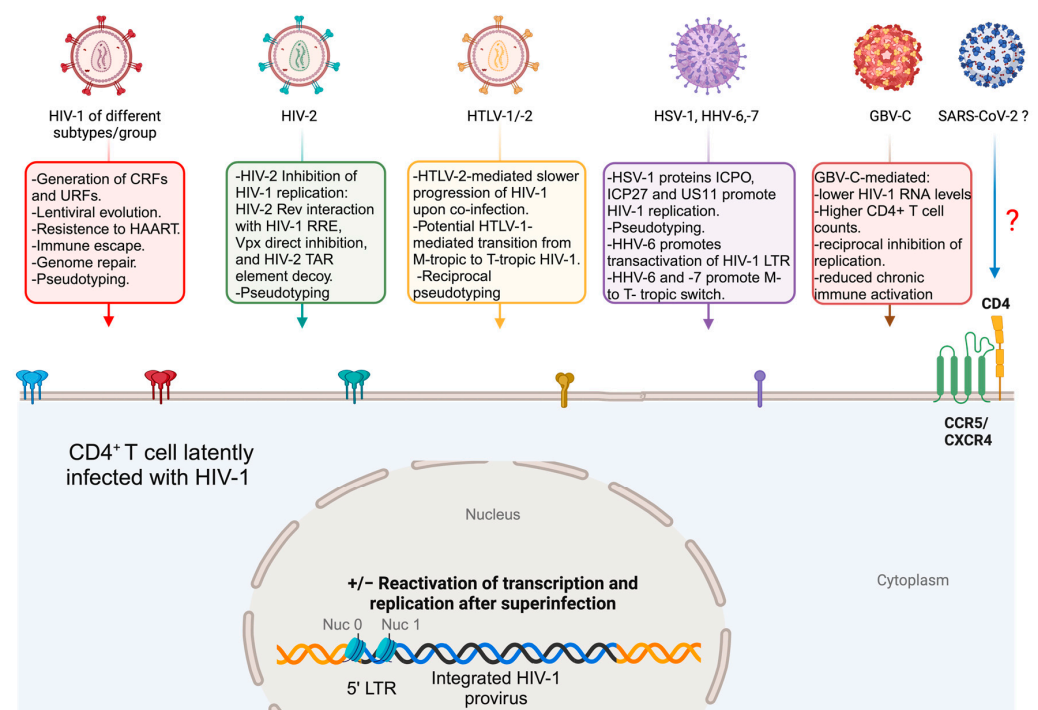 HIV-1 of different
subtypes/group
HIV-2
HTLV-1/-2
HSV-1, HHV-6,-7
GBV-C
SARS-CoV-2 ?
-Generation of CRFs
and URFs.
-Lentiviral evolution.
-Resistence to HAART.
-Immune escape.
-Genome repair.
-Pseudotyping.
-HIV-2 Inhibition of
HIV-1 replication:
HIV-2 Rev interaction
with HIV-1 RRE,
Vpx direct inhibition,
and HIV-2 TAR
element decoy.
-Pseudotyping
-HTLV-2-mediated slower
progression of HIV-1
upon co-infection.
-Potential HTLV-1-
mediated transition from
M-tropic to T-tropic HIV-1.
-Reciprocal
pseudotyping
-HSV-1 proteins ICPO,
ICP27 and US11 promote
HIV-1 replication.
-Pseudotyping.
-HHV-6 promotes
transactivation of HIV-1 LTR
-HHV-6 and -7 promote M-
to T- tropic switch.
GBV-C-mediated:
-lower HIV-1 RNA levels
-Higher CD4+ T cell
counts.
-reciprocal inhibition of
replication.
-reduced chronic
immune activation
?
CD4
CCR5/
CXCR4
CD4+ T cell latently
infected with HIV-1
Nucleus
Cytoplasm
+/− Reactivation of transcription and
replication after superinfection
Nuc 0 Nuc 1
5' LTR
Integrated HIV-1
provirus